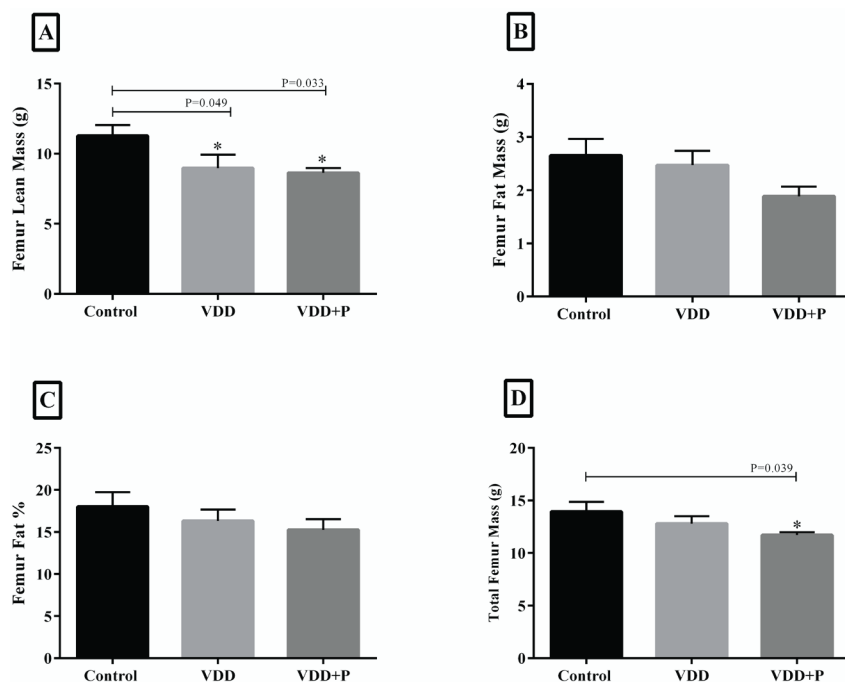 A
Femur Lean Mass (g)
15
10
5
0
P=0.033
P=0.049
*
*
Control VDD VDD+P
B
Femur Fat Mass (g)
4
3
2
1
0
Control VDD VDD+P
C
Femur Fat %
25
20
15
10
5
0
Control VDD VDD+P
D
Total Femur Mass (g)
20
15
10
5
0
P=0.039
*
Control VDD VDD+P